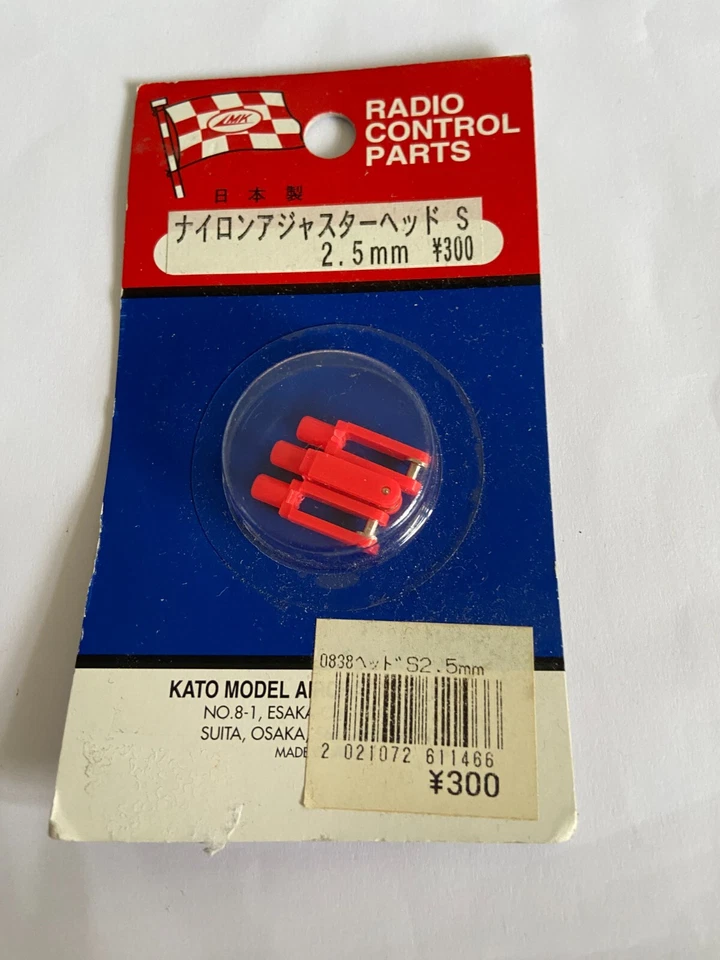 LMK
RADIO
CONTROL
PARTS
日本製
ナイロンアジャスターヘッド S
2.5mm ¥300
KATO MODEL
NO.8-1, ESAKA
SUITA, OSAKA,
MADE
0838ヘッドS2.5mm
2 021072 611466
¥300